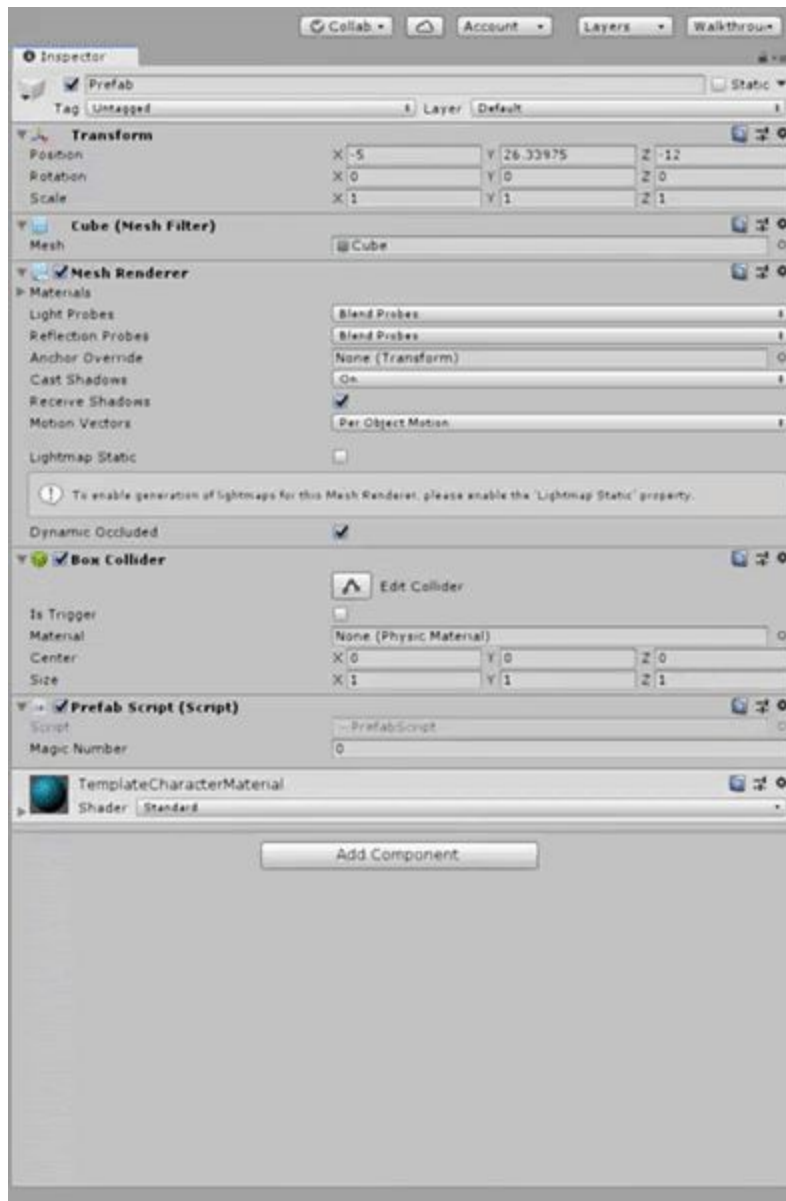 Collab Account Layers Walkthrou
Inspector
Prefab Static
Tag Untagged Layer Default
Transform
Position X -5 Y 26.33975 Z -12
Rotation X 0 Y 0 Z 0
Scale X 1 Y 1 Z 1
Cube (Mesh Filter)
Mesh Cube
Mesh Renderer
Materials
Light Probes Blend Probes
Reflection Probes Blend Probes
Anchor Override None (Transform)
Cast Shadows On
Receive Shadows
Motion Vectors Per Object Motion
Lightmap Static
To enable generation of lightmaps for this Mesh Renderer, please enable the 'Lightmap Static' property.
Dynamic Occluded
Box Collider
Edit Collider
Is Trigger
Material None (Physic Material)
Center X 0 Y 0 Z 0
Size X 1 Y 1 Z 1
Prefab Script (Script)
Script PrefabScript
Magic Number 0
TemplateCharacterMaterial
Shader Standard
Add Component